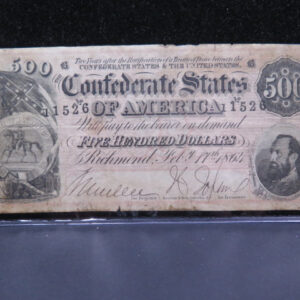 Two Years after the Ratification of a Treaty of Peace between the
CONFEDERATE STATES & THE UNITED STATES.
500 Confederate States 500
1526 OF AMERICA: 1526
Will pay to the bearer on demand
FIVE HUNDRED DOLLARS
Richmond, Feb. 17th 1864